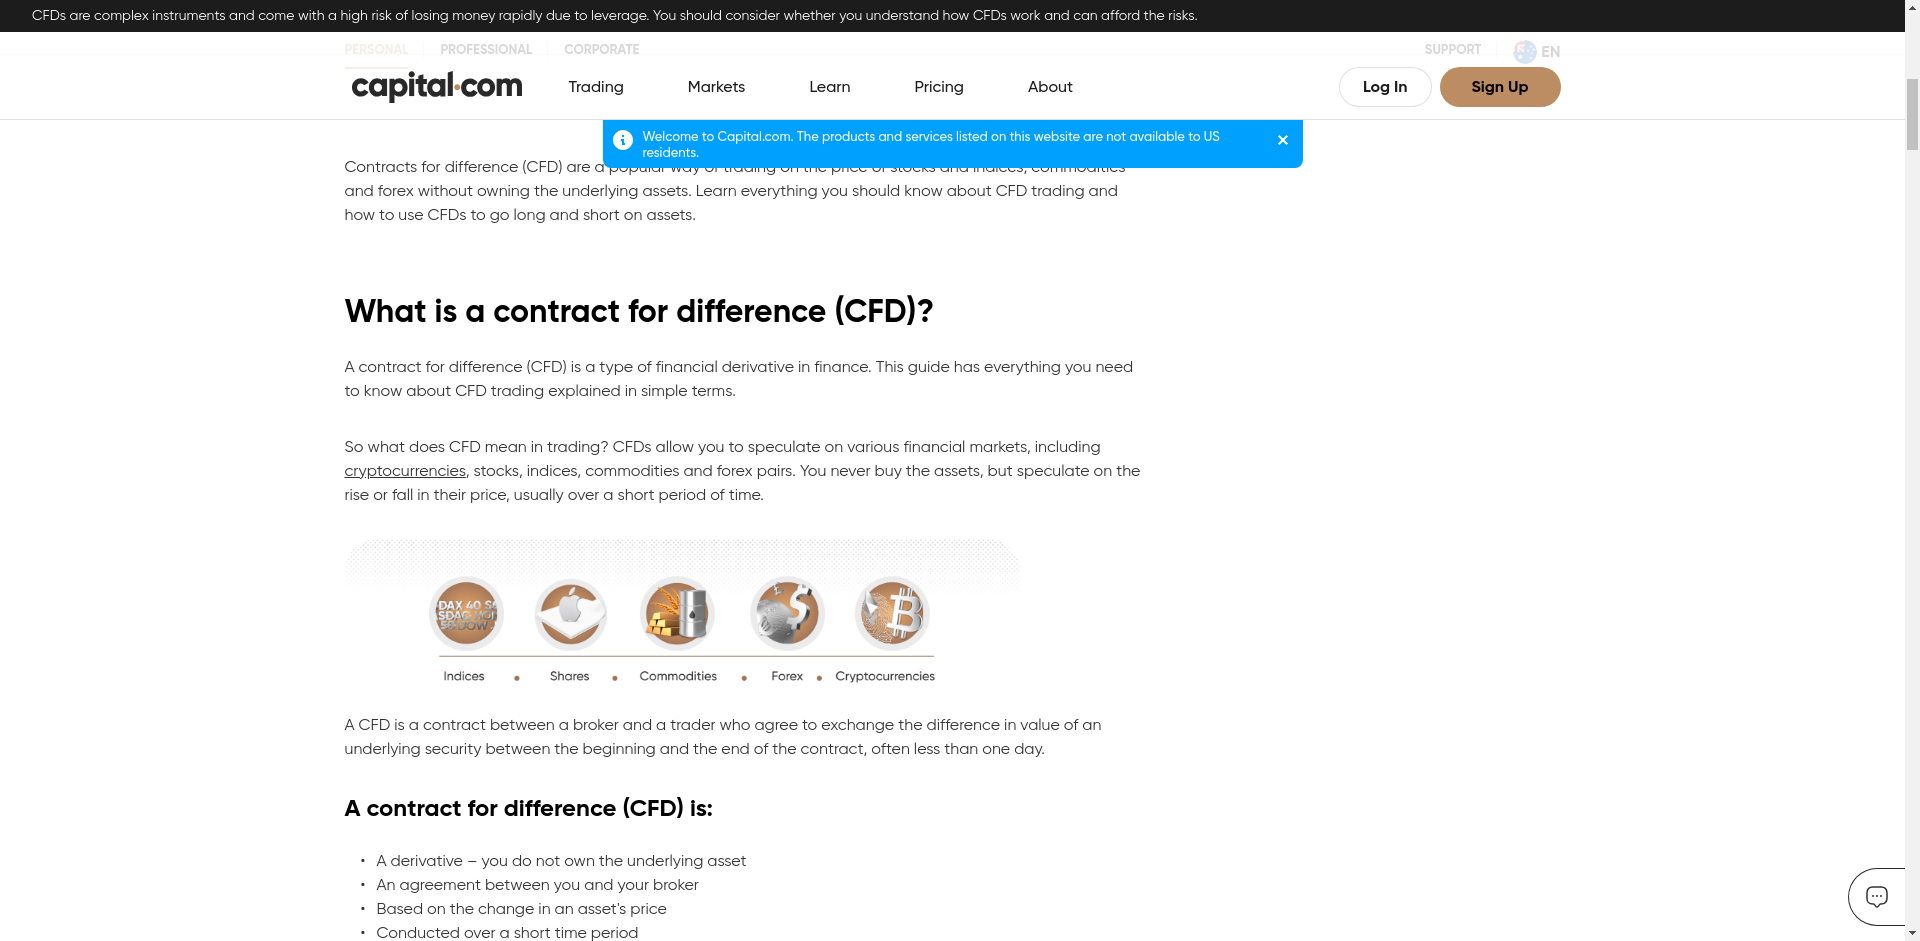 CFDs are complex instruments and come with a high risk of losing money rapidly due to leverage. You should consider whether you understand how CFDs work and can afford the risks.
PERSONAL PROFESSIONAL CORPORATE SUPPORT EN
capital.com Trading Markets Learn Pricing About Log In Sign Up
Welcome to Capital.com. The products and services listed on this website are not available to US
residents.
Contracts for difference (CFD) are a popular way of trading on the price of stocks and indices, commodities
and forex without owning the underlying assets. Learn everything you should know about CFD trading and
how to use CFDs to go long and short on assets.
What is a contract for difference (CFD)?
A contract for difference (CFD) is a type of financial derivative in finance. This guide has everything you need
to know about CFD trading explained in simple terms.
So what does CFD mean in trading? CFDs allow you to speculate on various financial markets, including
cryptocurrencies, stocks, indices, commodities and forex pairs. You never buy the assets, but speculate on the
rise or fall in their price, usually over a short period of time.
DAX 40
Indices • Shares • Commodities • Forex • Cryptocurrencies
A CFD is a contract between a broker and a trader who agree to exchange the difference in value of an
underlying security between the beginning and the end of the contract, often less than one day.
A contract for difference (CFD) is:
• A derivative – you do not own the underlying asset
• An agreement between you and your broker
• Based on the change in an asset's price
• Conducted over a short time period